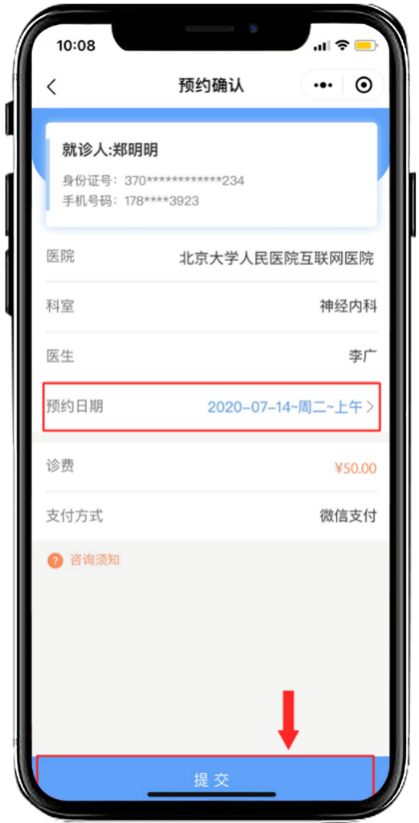 10:08
预约确认
就诊人:郑明明
身份证号: 370************234
手机号码: 178****3923
医院 北京大学人民医院互联网医院
科室 神经内科
医生 李广
预约日期 2020-07-14~周二~上午
诊费 ¥50.00
支付方式 微信支付
? 咨询须知
提交